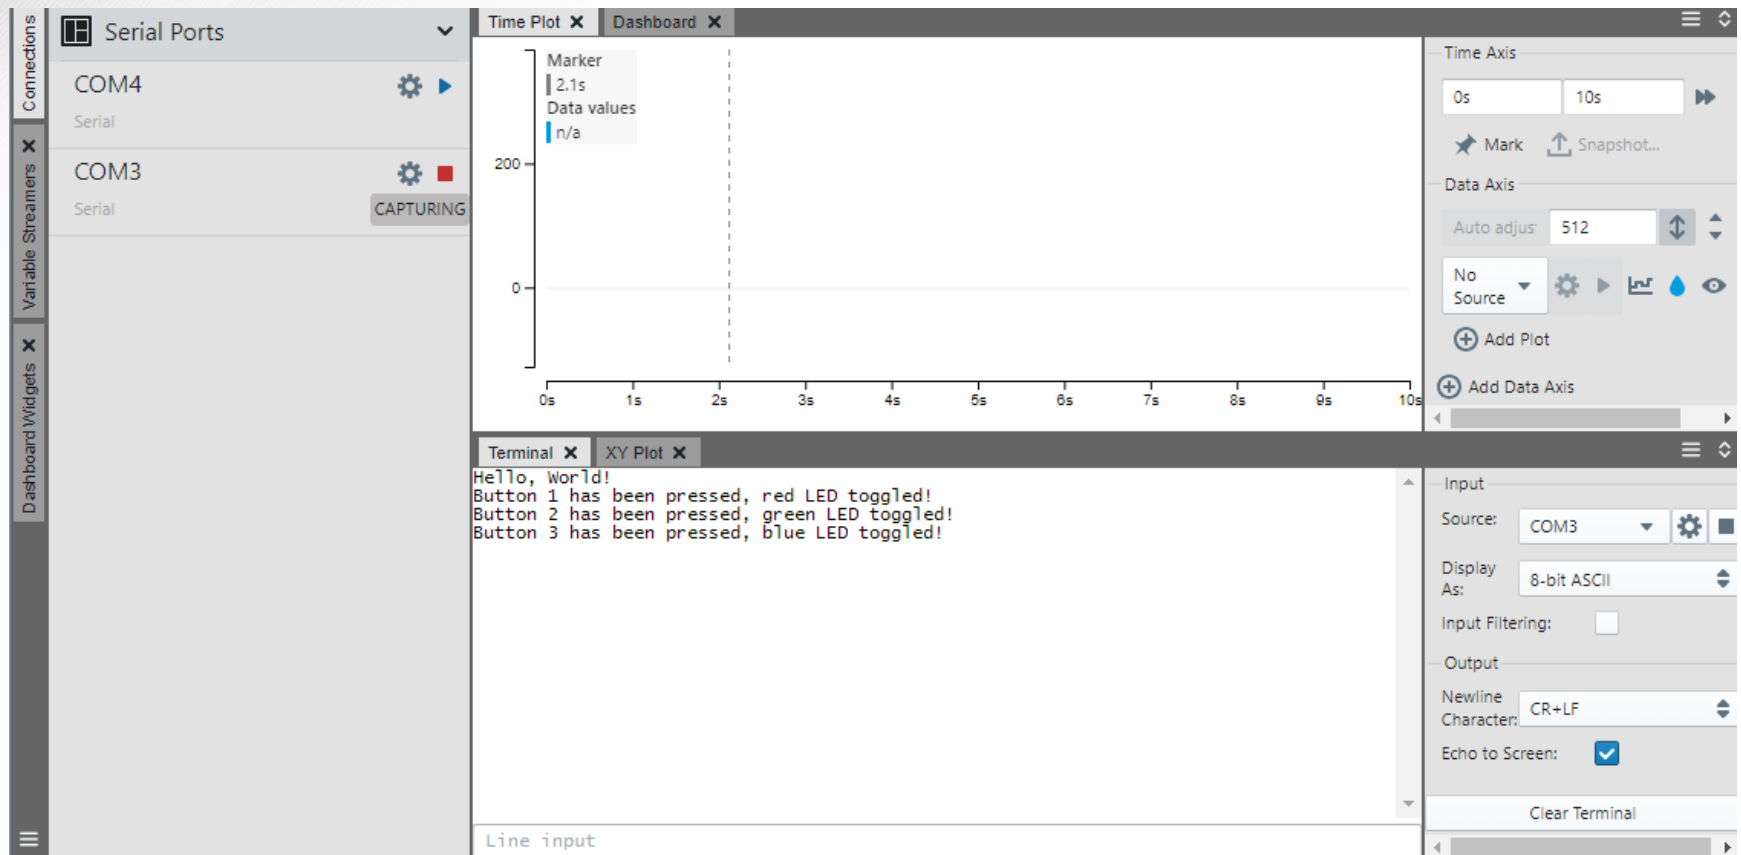 Connections
Variable Streamers
Dashboard Widgets
Serial Ports
COM4
Serial
COM3
Serial
CAPTURING
Time Plot
Dashboard
Marker
2.1s
Data values
n/a
200
0
0s 1s 2s 3s 4s 5s 6s 7s 8s 9s 10s
Time Axis
0s 10s
Mark Snapshot...
Data Axis
Auto adjus 512
No
Source
Add Plot
Add Data Axis
Terminal
XY Plot
Hello, World!
Button 1 has been pressed, red LED toggled!
Button 2 has been pressed, green LED toggled!
Button 3 has been pressed, blue LED toggled!
Line input
Input
Source: COM3
Display
As: 8-bit ASCII
Input Filtering:
Output
Newline
Character: CR+LF
Echo to Screen:
Clear Terminal